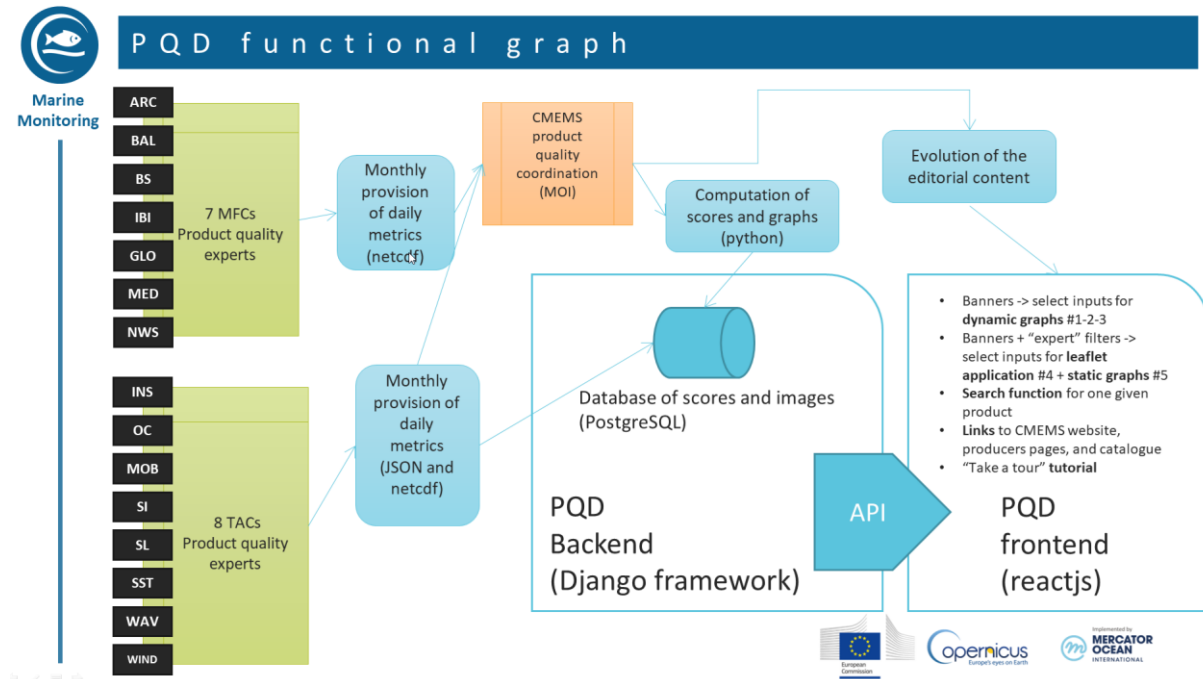 PQD functional graph
Marine
Monitoring
ARC
BAL
BS
IBI
GLO
MED
NWS
7 MFCs
Product quality
experts
Monthly
provision
of daily
metrics
(netcdf)
CMEMS
product
quality
coordination
(MOI)
Evolution of the
editorial content
Computation of
scores and graphs
(python)
INS
OC
MOB
SI
SL
SST
WAV
WIND
8 TACs
Product quality
experts
Monthly
provision of
daily
metrics
(JSON and
netcdf)
Database of scores and images
(PostgreSQL)
PQD
Backend
(Django framework)
API
• Banners -> select inputs for
dynamic graphs #1-2-3
• Banners + “expert” filters ->
select inputs for leaflet
application #4 + static graphs #5
• Search function for one given
product
• Links to CMEMS website,
producers pages, and catalogue
• “Take a tour” tutorial
PQD
frontend
(reactjs)
European
Commission
opernicus
Europe's eyes on Earth
Implemented by
MERCATOR
OCEAN
INTERNATIONAL